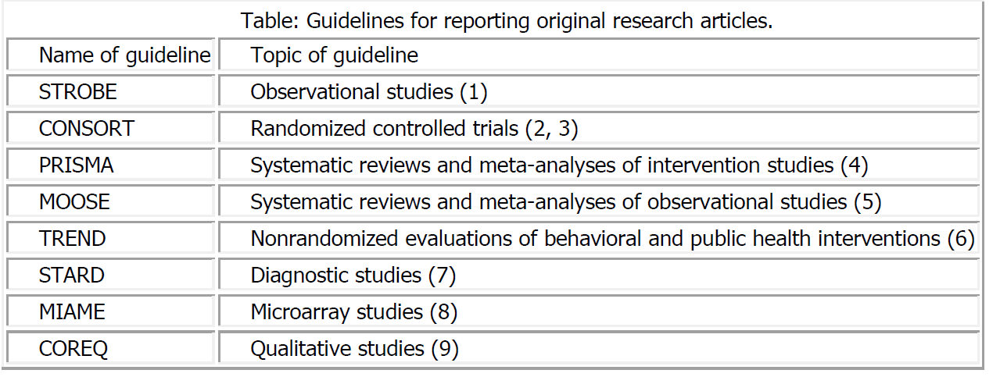 Table: Guidelines for reporting original research articles.
Name of guideline Topic of guideline
STROBE Observational studies (1)
CONSORT Randomized controlled trials (2, 3)
PRISMA Systematic reviews and meta-analyses of intervention studies (4)
MOOSE Systematic reviews and meta-analyses of observational studies (5)
TREND Nonrandomized evaluations of behavioral and public health interventions (6)
STARD Diagnostic studies (7)
MIAME Microarray studies (8)
COREQ Qualitative studies (9)